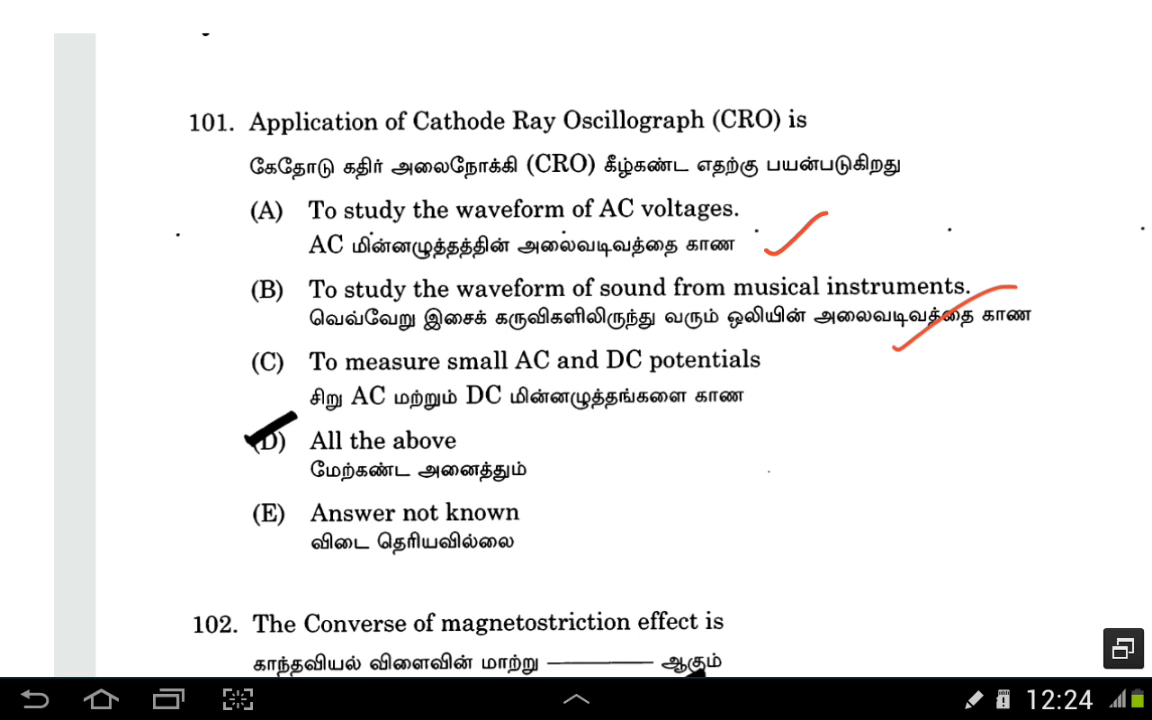 101. Application of Cathode Ray Oscillograph (CRO) is
கேதோடு கதிர் அலைநோக்கி (CRO) கீழ்கண்ட எதற்கு பயன்படுகிறது
(A) To study the waveform of AC voltages.
AC மின்னழுத்தத்தின் அலைவடிவத்தை காண
(B) To study the waveform of sound from musical instruments.
வெவ்வேறு இசைக் கருவிகளிலிருந்து வரும் ஒலியின் அலைவடிவத்தை காண
(C) To measure small AC and DC potentials
சிறு AC மற்றும் DC மின்னழுத்தங்களை காண
(D) All the above
மேற்கண்ட அனைத்தும்
(E) Answer not known
விடை தெரியவில்லை
102. The Converse of magnetostriction effect is
காந்தவியல் விளைவின் மாற்று ———— ஆகும்
12:24